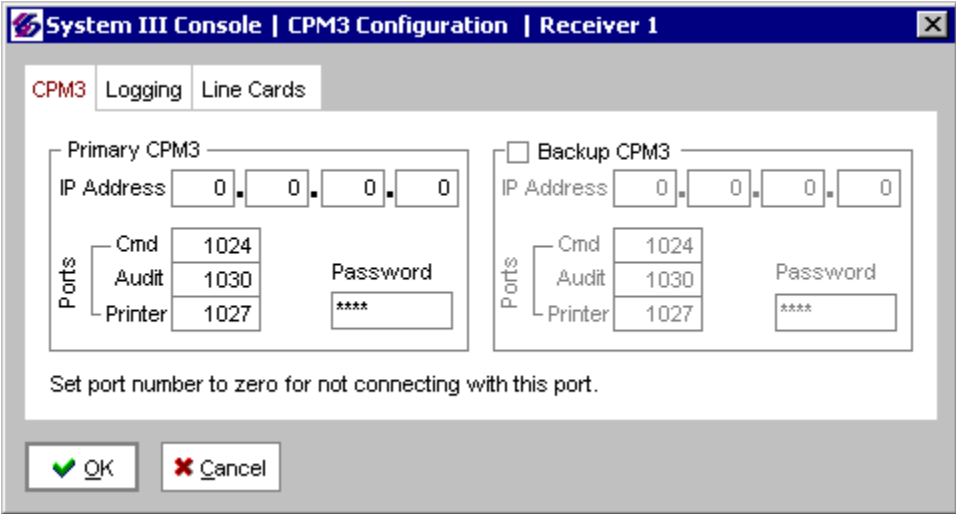 System III Console | CPM3 Configuration | Receiver 1
CPM3 Logging Line Cards
Primary CPM3
IP Address 0 . 0 . 0 . 0
Ports
Cmd 1024
Audit 1030
Printer 1027
Password
****
Backup CPM3
IP Address 0 . 0 . 0 . 0
Ports
Cmd 1024
Audit 1030
Printer 1027
Password
****
Set port number to zero for not connecting with this port.
OK Cancel